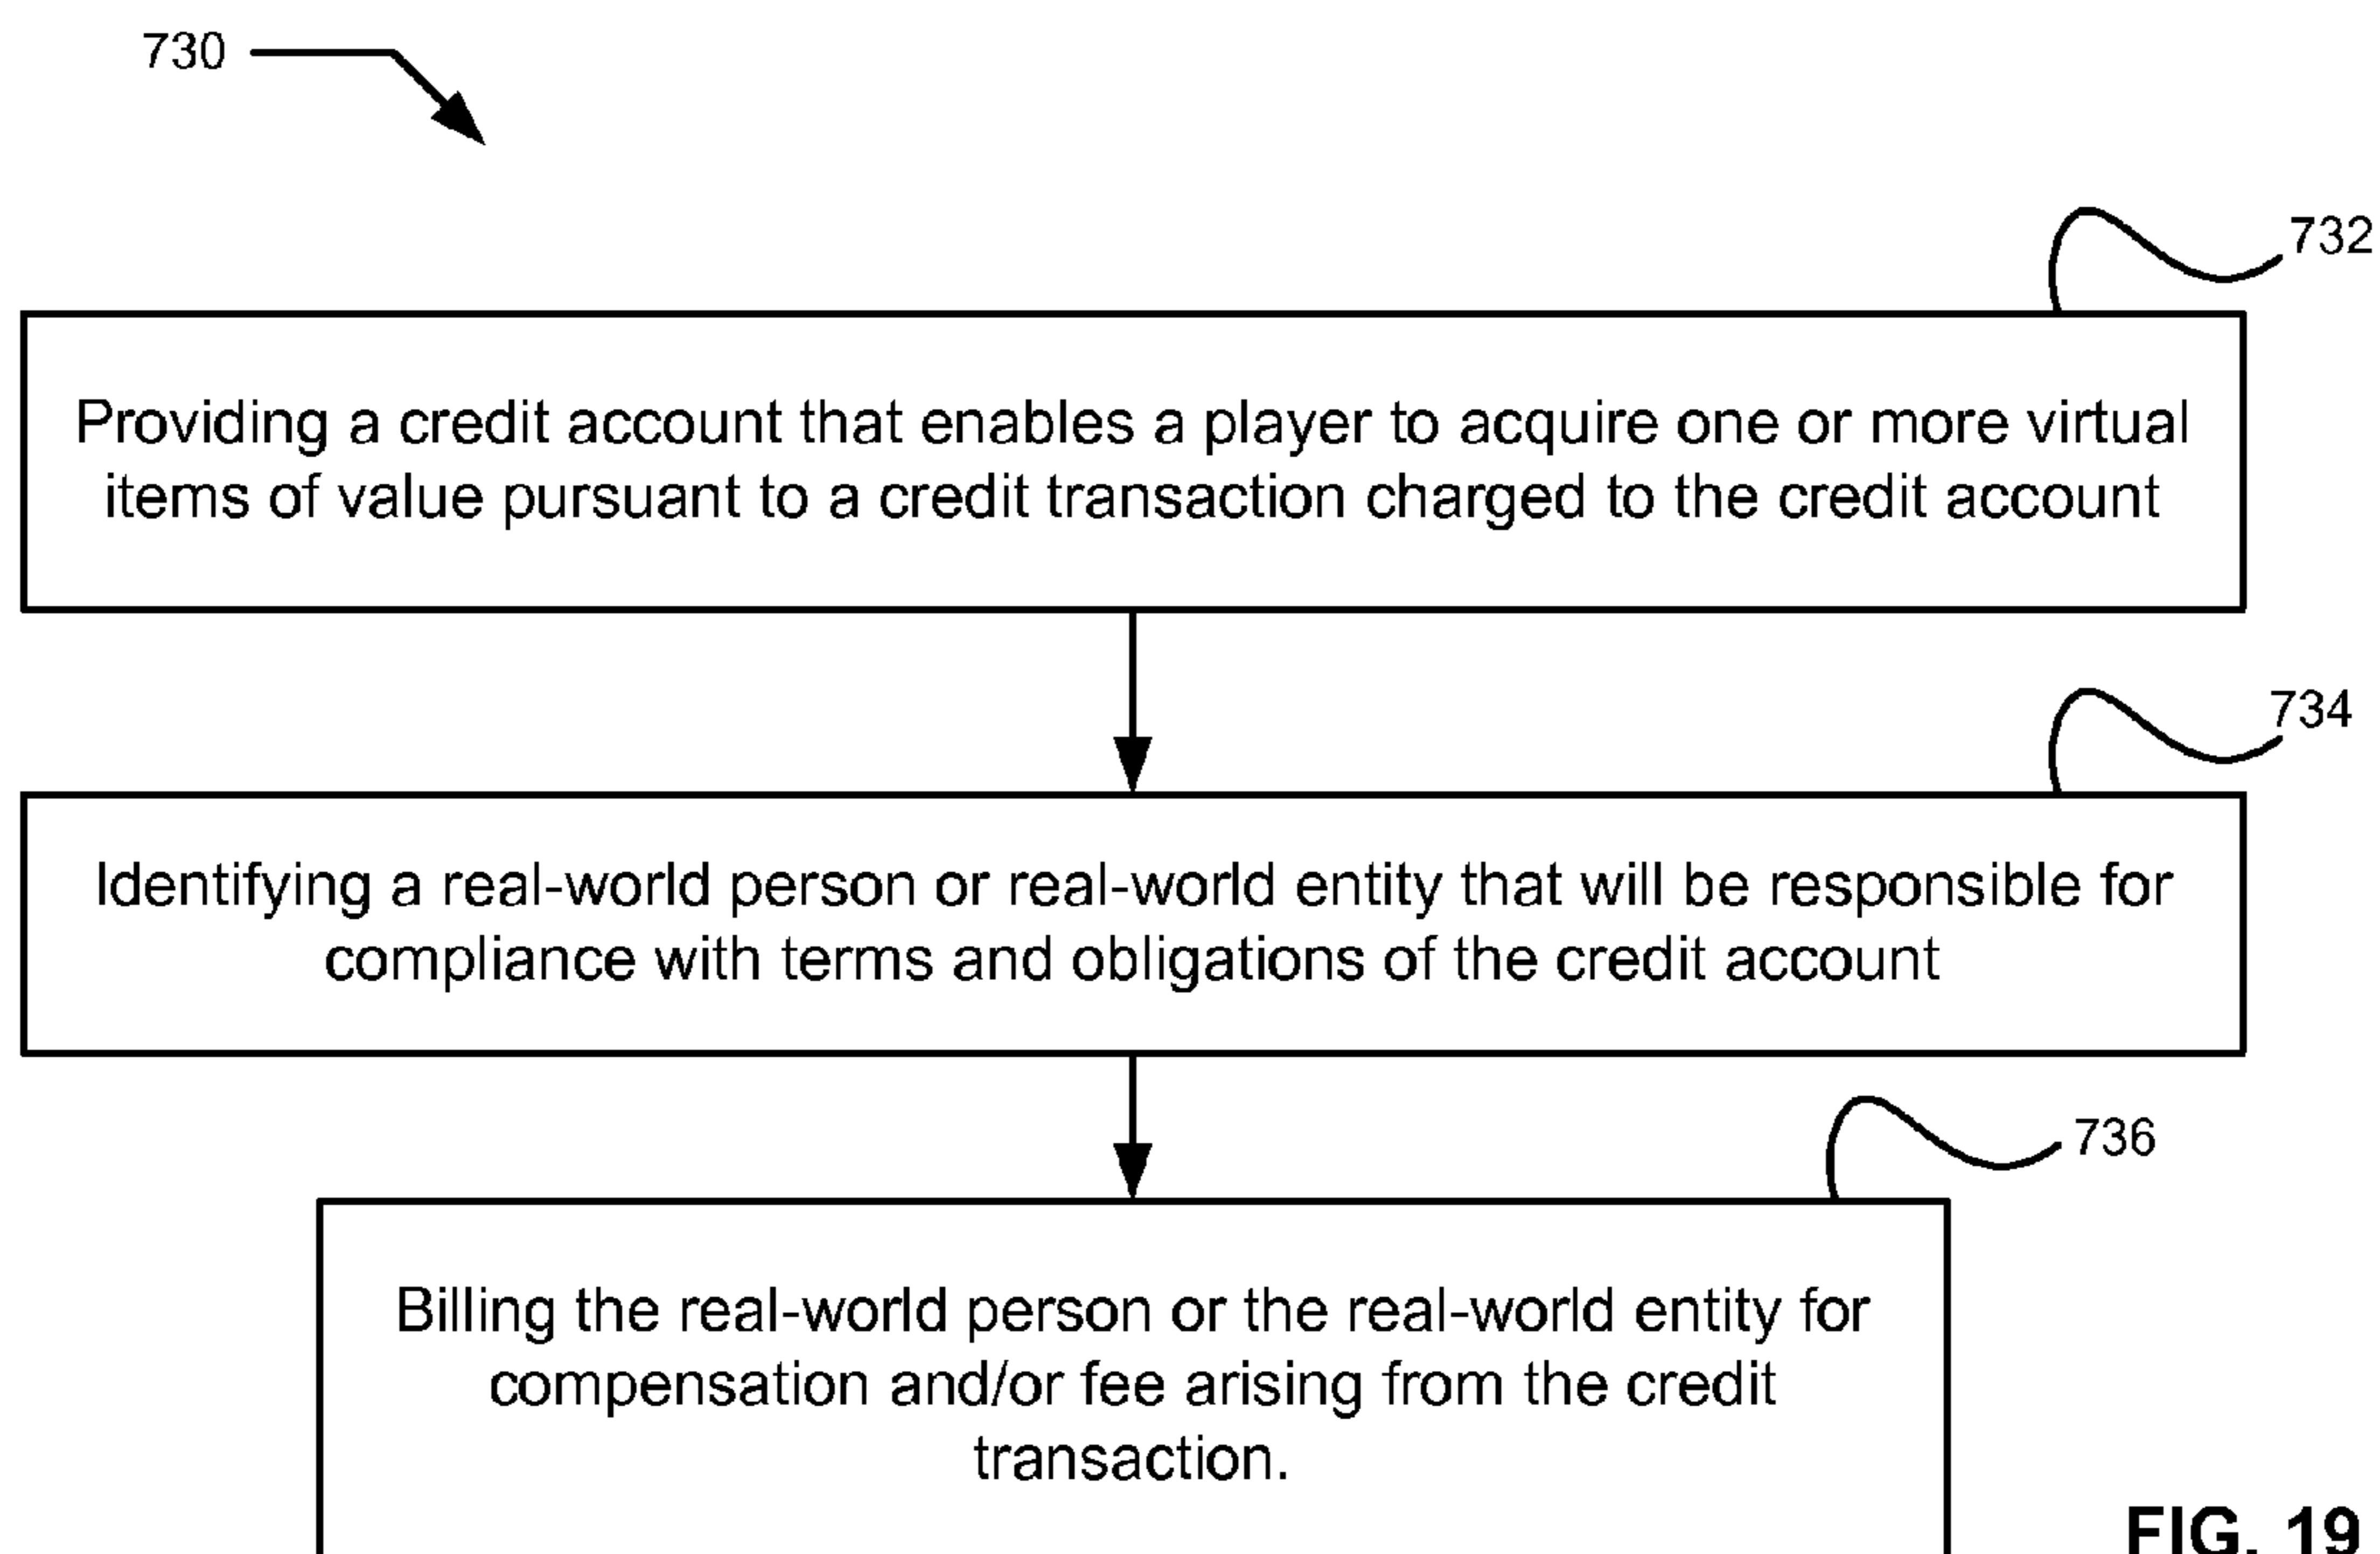 730
732
Providing a credit account that enables a player to acquire one or more virtual
items of value pursuant to a credit transaction charged to the credit account
734
Identifying a real-world person or real-world entity that will be responsible for
compliance with terms and obligations of the credit account
736
Billing the real-world person or the real-world entity for
compensation and/or fee arising from the credit
transaction.
FIG. 19